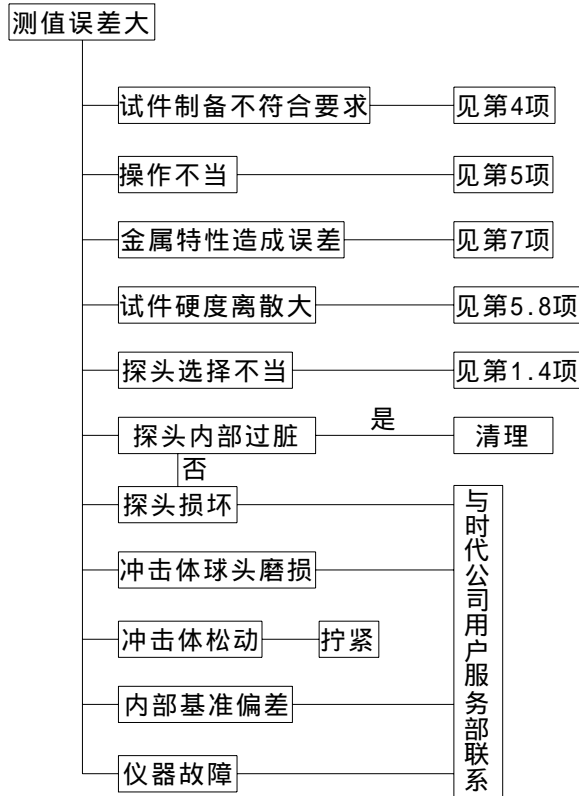 测值误差大
试件制备不符合要求 见第4项
操作不当 见第5项
金属特性造成误差 见第7项
试件硬度离散大 见第5.8项
探头选择不当 见第1.4项
探头内部过脏 是 清理
否
探头损坏
冲击体球头磨损
冲击体松动 拧紧
内部基准偏差
仪器故障
与时代公司用户服务部联系